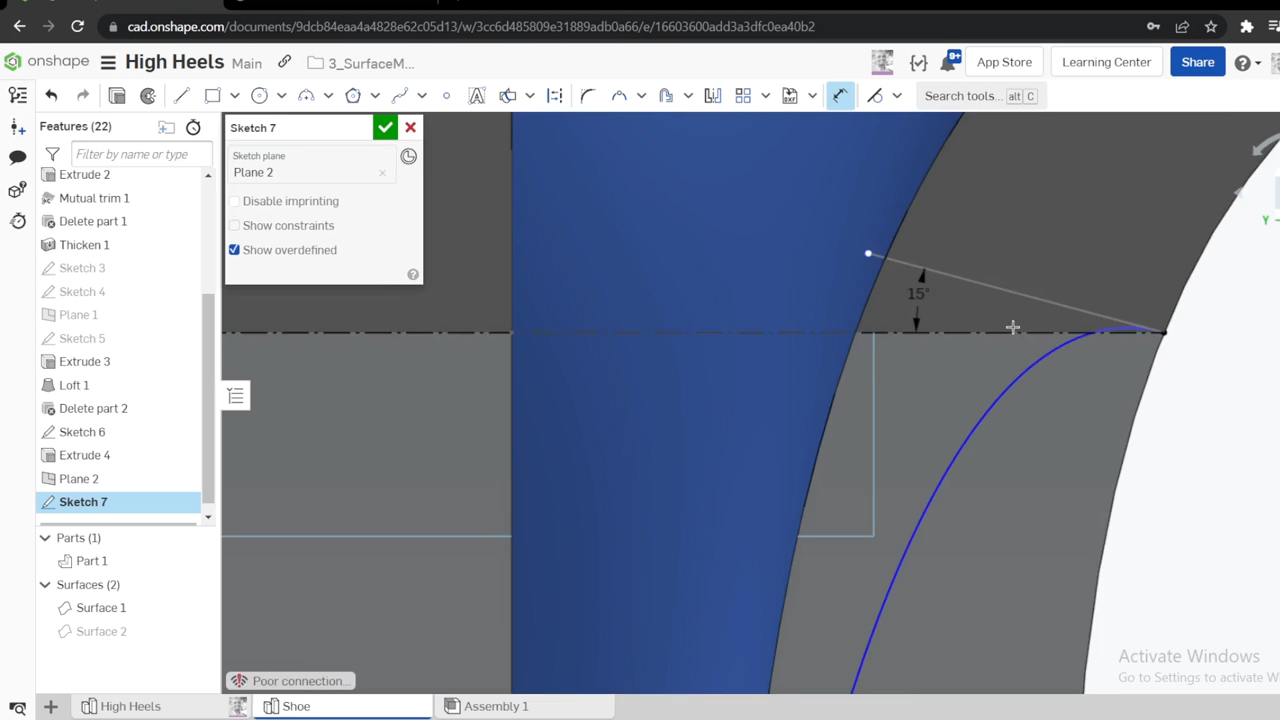 cad.onshape.com/documents/9dcb84eaa4a4828e62c05d13/w/3cc6d485809e31889adb0a66/e/16603600add3a3dfc0ea40b2
onshape High Heels Main 3_SurfaceM... 9+ App Store Learning Center Share
Search tools... alt C
Features (22)
Filter by name or type
Extrude 2
Mutual trim 1
Delete part 1
Thicken 1
Sketch 3
Sketch 4
Plane 1
Sketch 5
Extrude 3
Loft 1
Delete part 2
Sketch 6
Extrude 4
Plane 2
Sketch 7
Parts (1)
Part 1
Surfaces (2)
Surface 1
Surface 2
Sketch 7
Sketch plane
Plane 2
Disable imprinting
Show constraints
Show overdefined
15°
Y
Poor connection...
Activate Windows
Go to Settings to activate W
High Heels Shoe Assembly 1